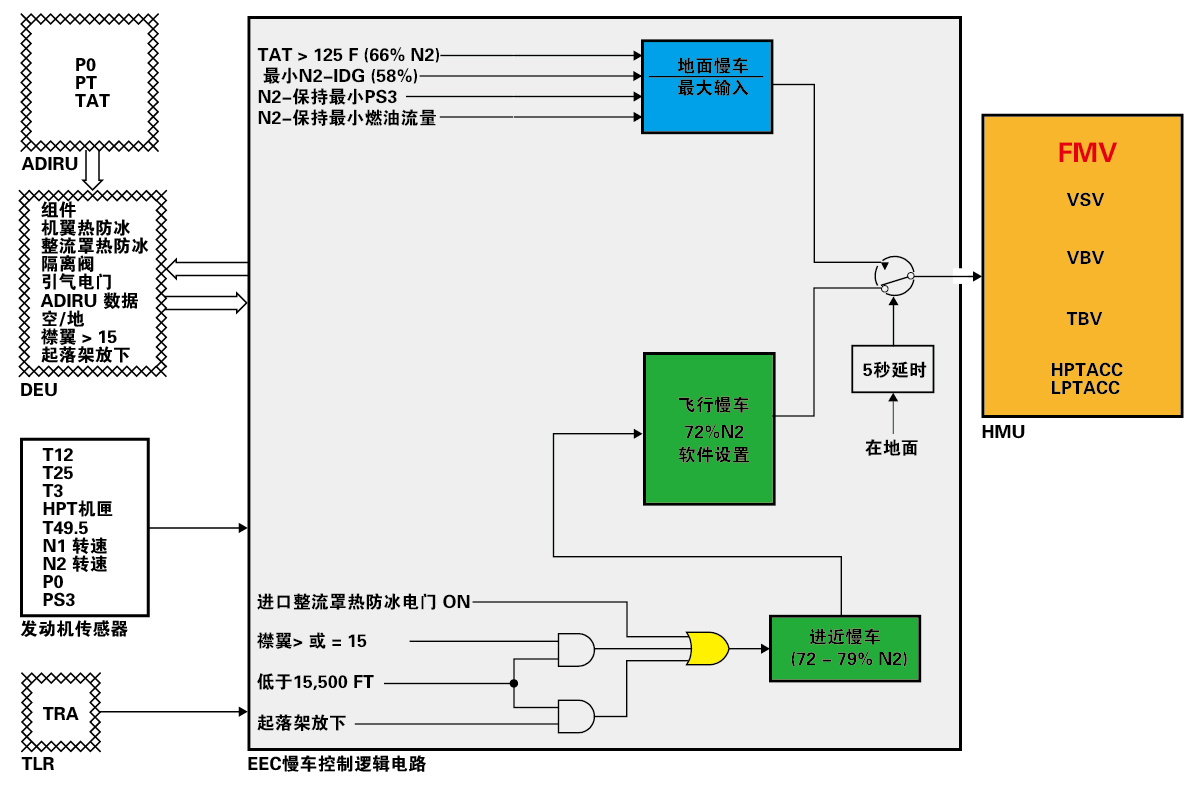 P0
PT
TAT
ADIRU
组件
机翼热防冰
整流罩热防冰
隔离阀
引气电门
ADIRU 数据
空/地
襟翼 > 15
起落架放下
DEU
T12
T25
T3
HPT机匣
T49.5
N1 转速
N2 转速
P0
PS3
发动机传感器
TRA
TLR
TAT > 125 F (66% N2)
最小N2-IDG (58%)
N2-保持最小PS3
N2-保持最小燃油流量
地面慢车
最大输入
飞行慢车
72%N2
软件设置
5秒延时
在地面
进口整流罩热防冰电门 ON
襟翼> 或 = 15
低于15,500 FT
起落架放下
进近慢车
(72 - 79% N2)
EEC慢车控制逻辑电路
FMV
VSV
VBV
TBV
HPTACC
LPTACC
HMU